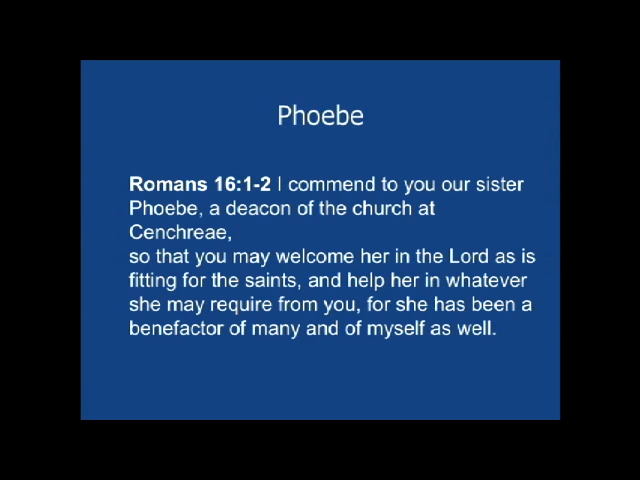 Phoebe
Romans 16:1-2 I commend to you our sister
Phoebe, a deacon of the church at
Cenchreae,
so that you may welcome her in the Lord as is
fitting for the saints, and help her in whatever
she may require from you, for she has been a
benefactor of many and of myself as well.